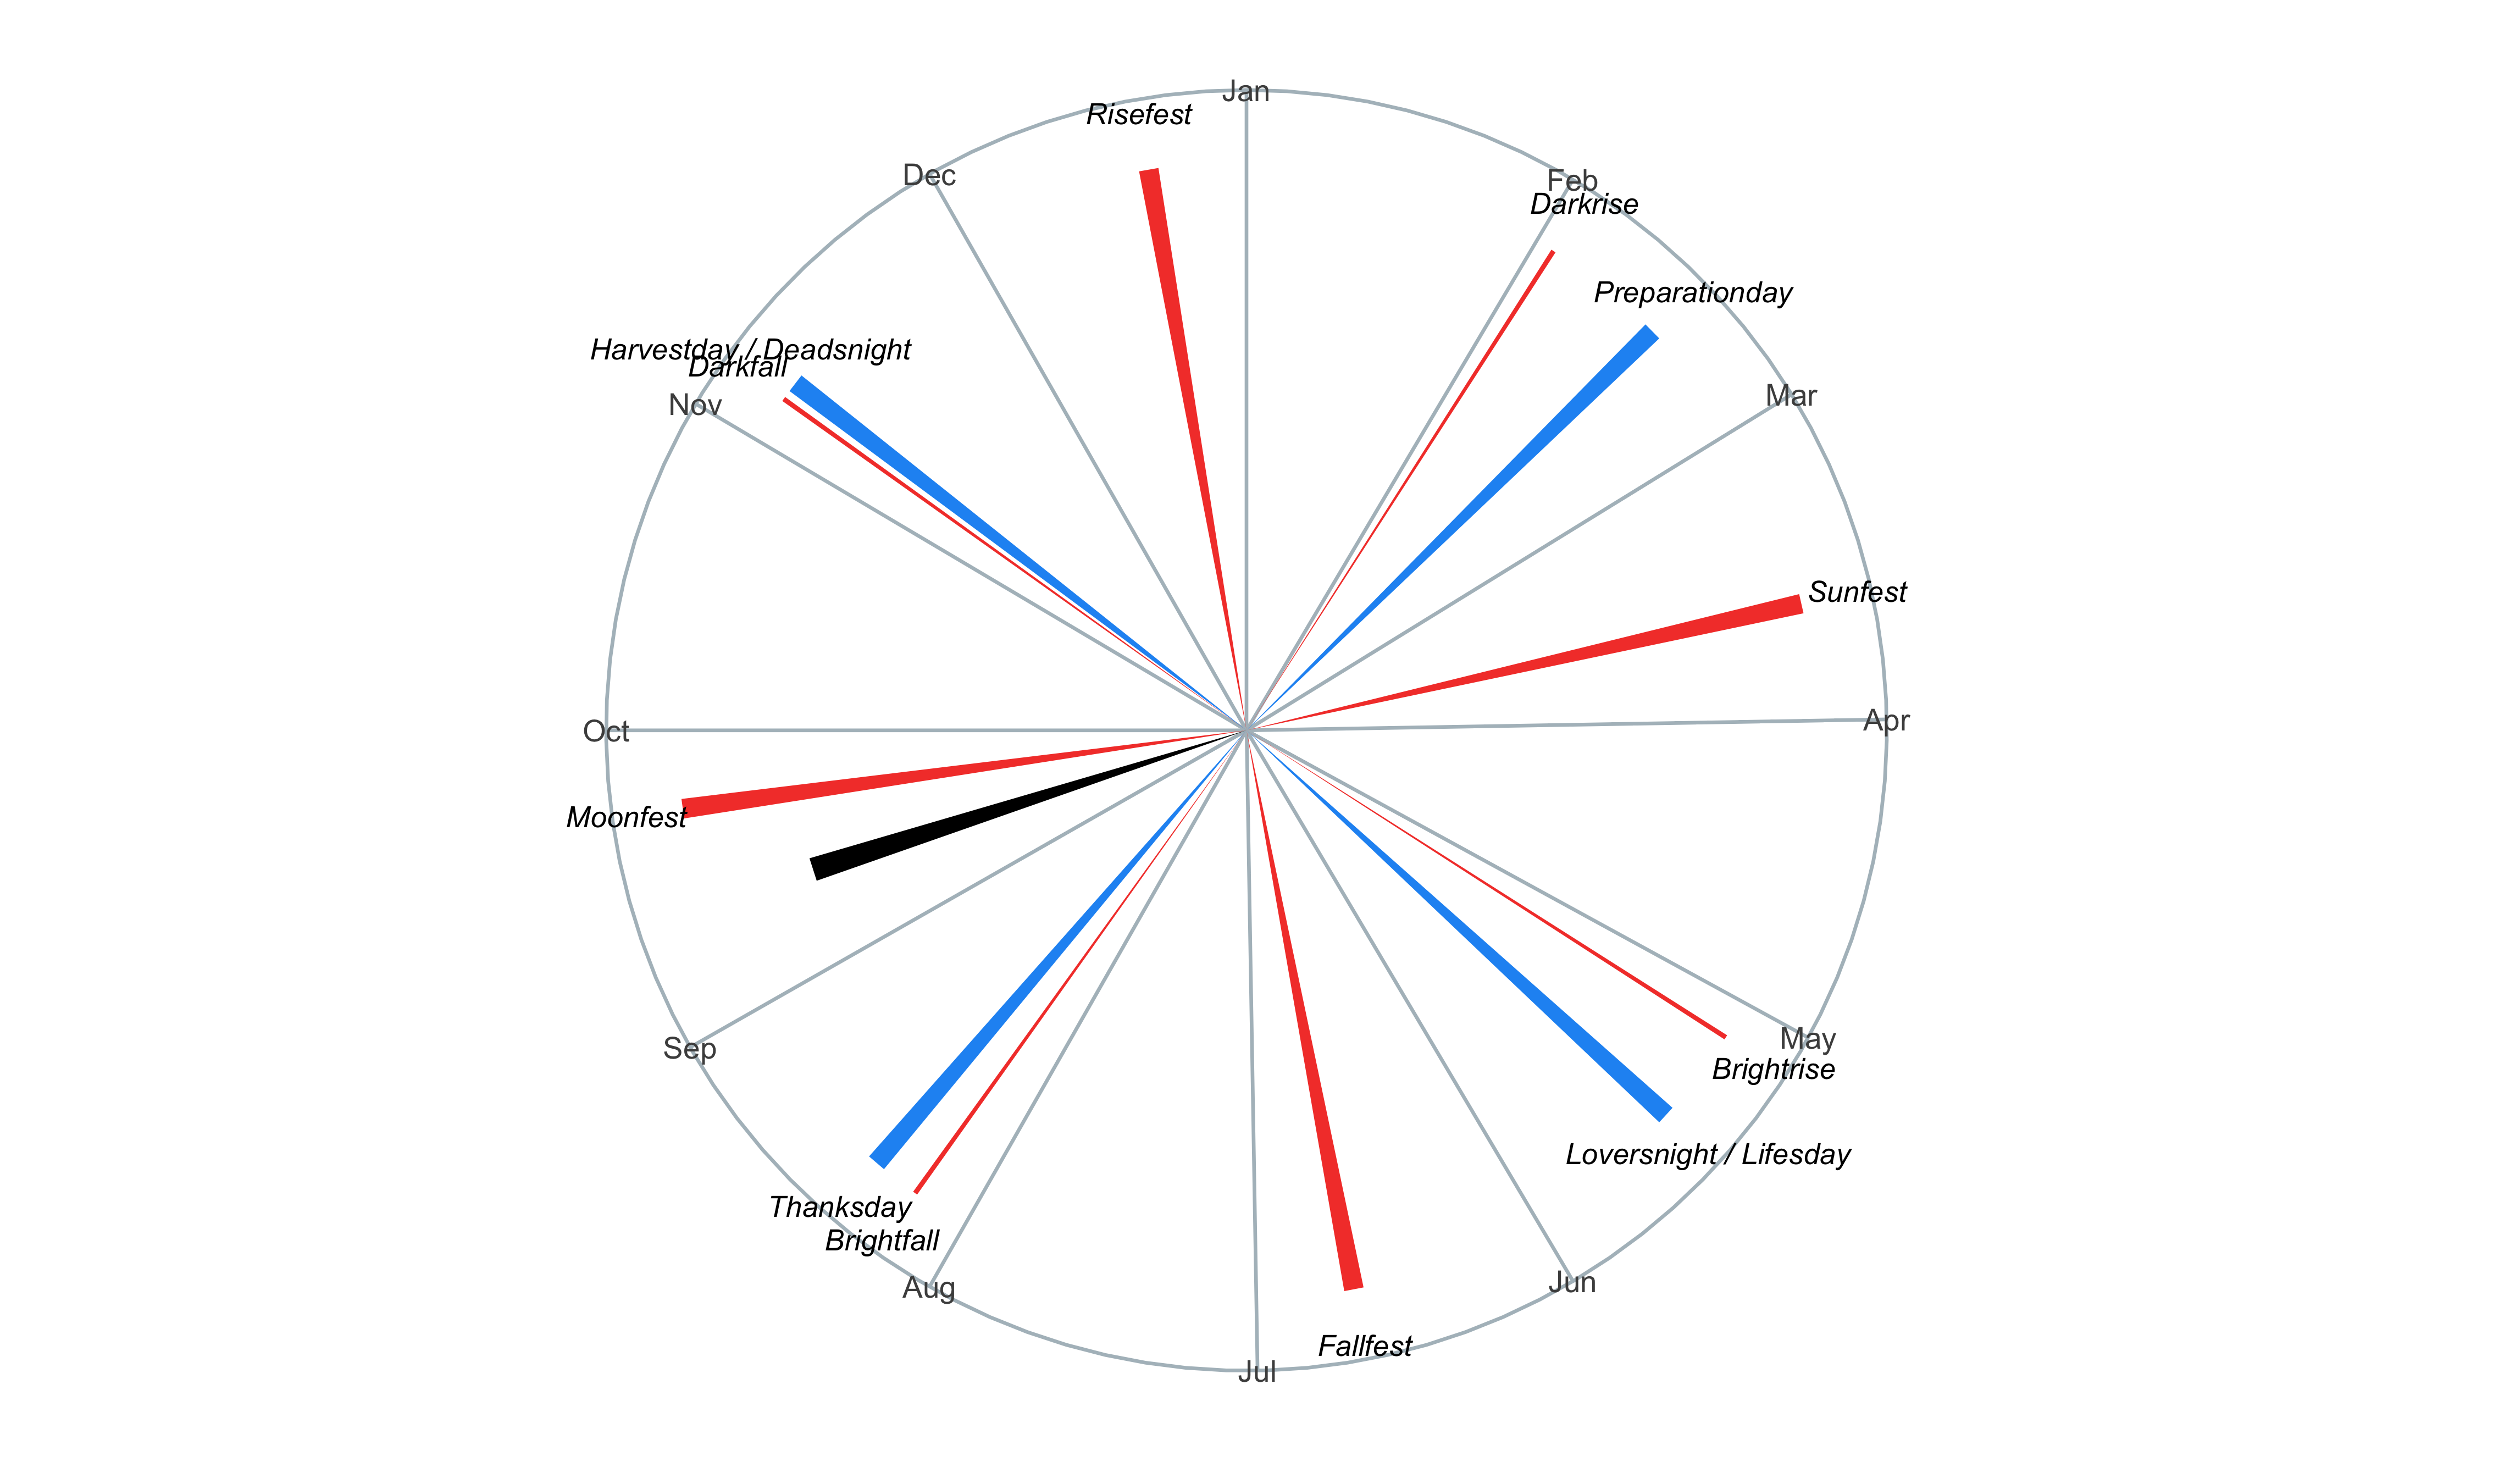 Jan
Risefest
Dec
Feb
Darkrise
Preparationday
Harvestday / Deadsnight
Darkfall
Nov
Mar
Sunfest
Oct
Apr
Moonfest
Sep
May
Brightrise
Loversnight / Lifesday
Thanksday
Brightfall
Aug
Jun
Fallfest
Jul